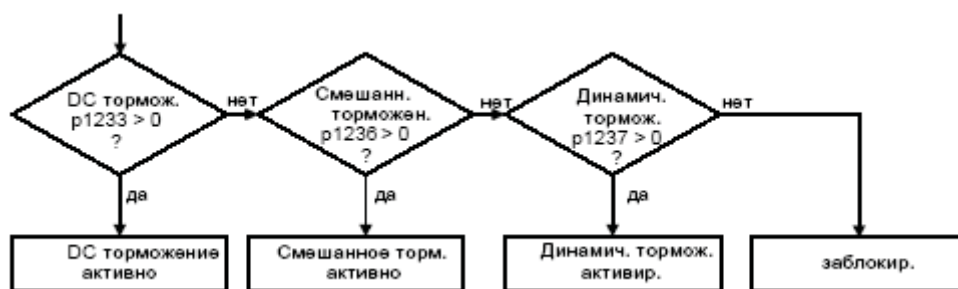 DC тормож.
p1233 > 0
?
нет
Смешанн.
торможен.
p1236 > 0
?
нет
Динамич.
тормож.
p1237 > 0
?
нет
да
да
да
DC торможение
активно
Смешанное торм.
активно
Динамич. тормож.
активир.
заблокир.